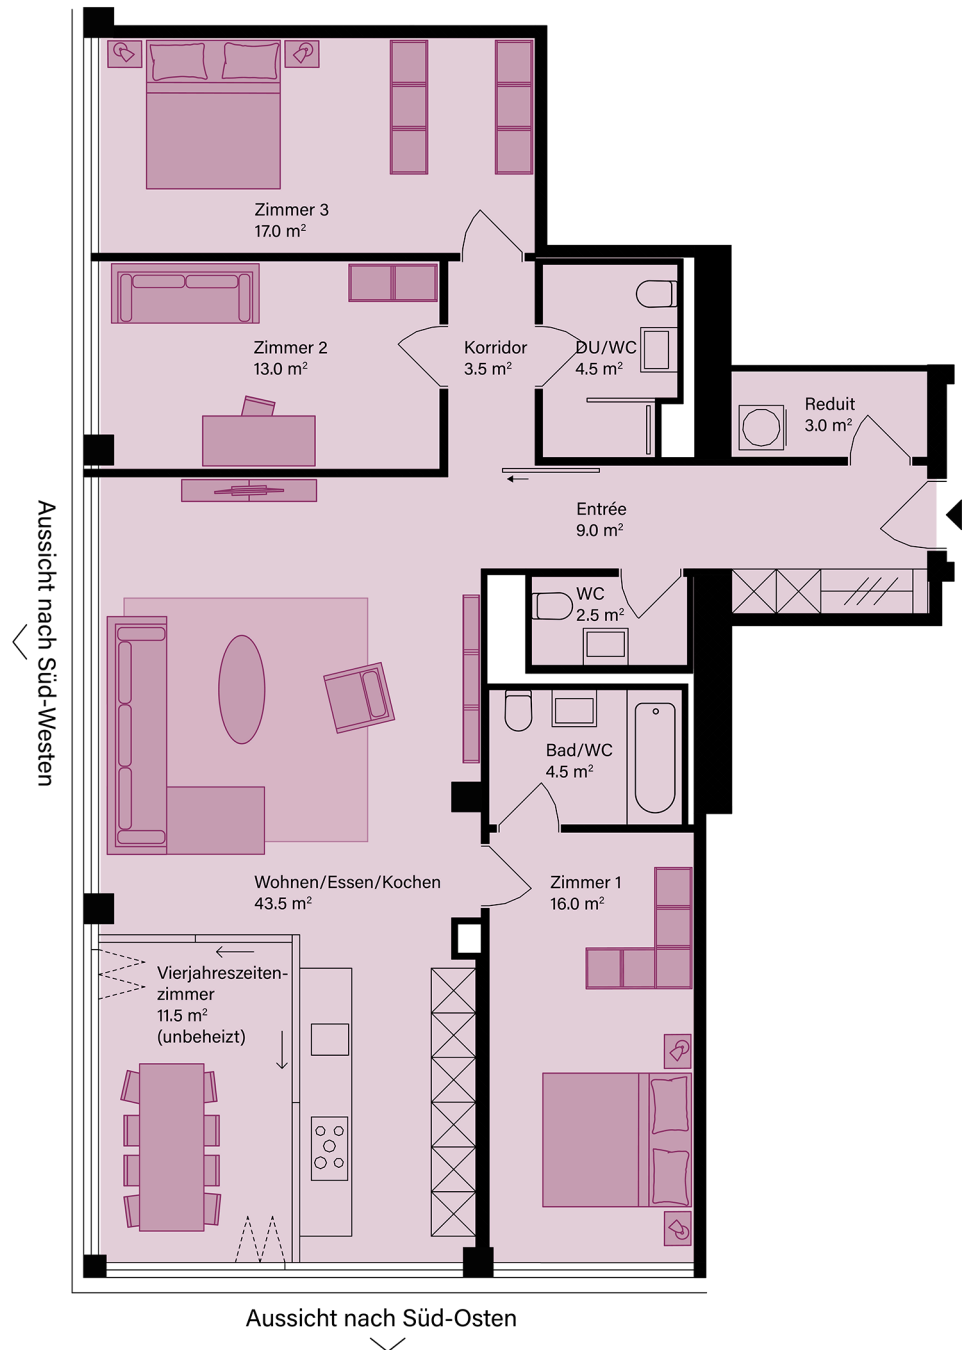 Zimmer 3
17.0 m²
Zimmer 2
13.0 m²
Korridor
3.5 m²
DU/WC
4.5 m²
Reduit
3.0 m²
Entrée
9.0 m²
WC
2.5 m²
Bad/WC
4.5 m²
Wohnen/Essen/Kochen
43.5 m²
Zimmer 1
16.0 m²
Vierjahreszeiten-
zimmer
11.5 m²
(unbeheizt)
Aussicht nach Süd-Westen
Aussicht nach Süd-Osten